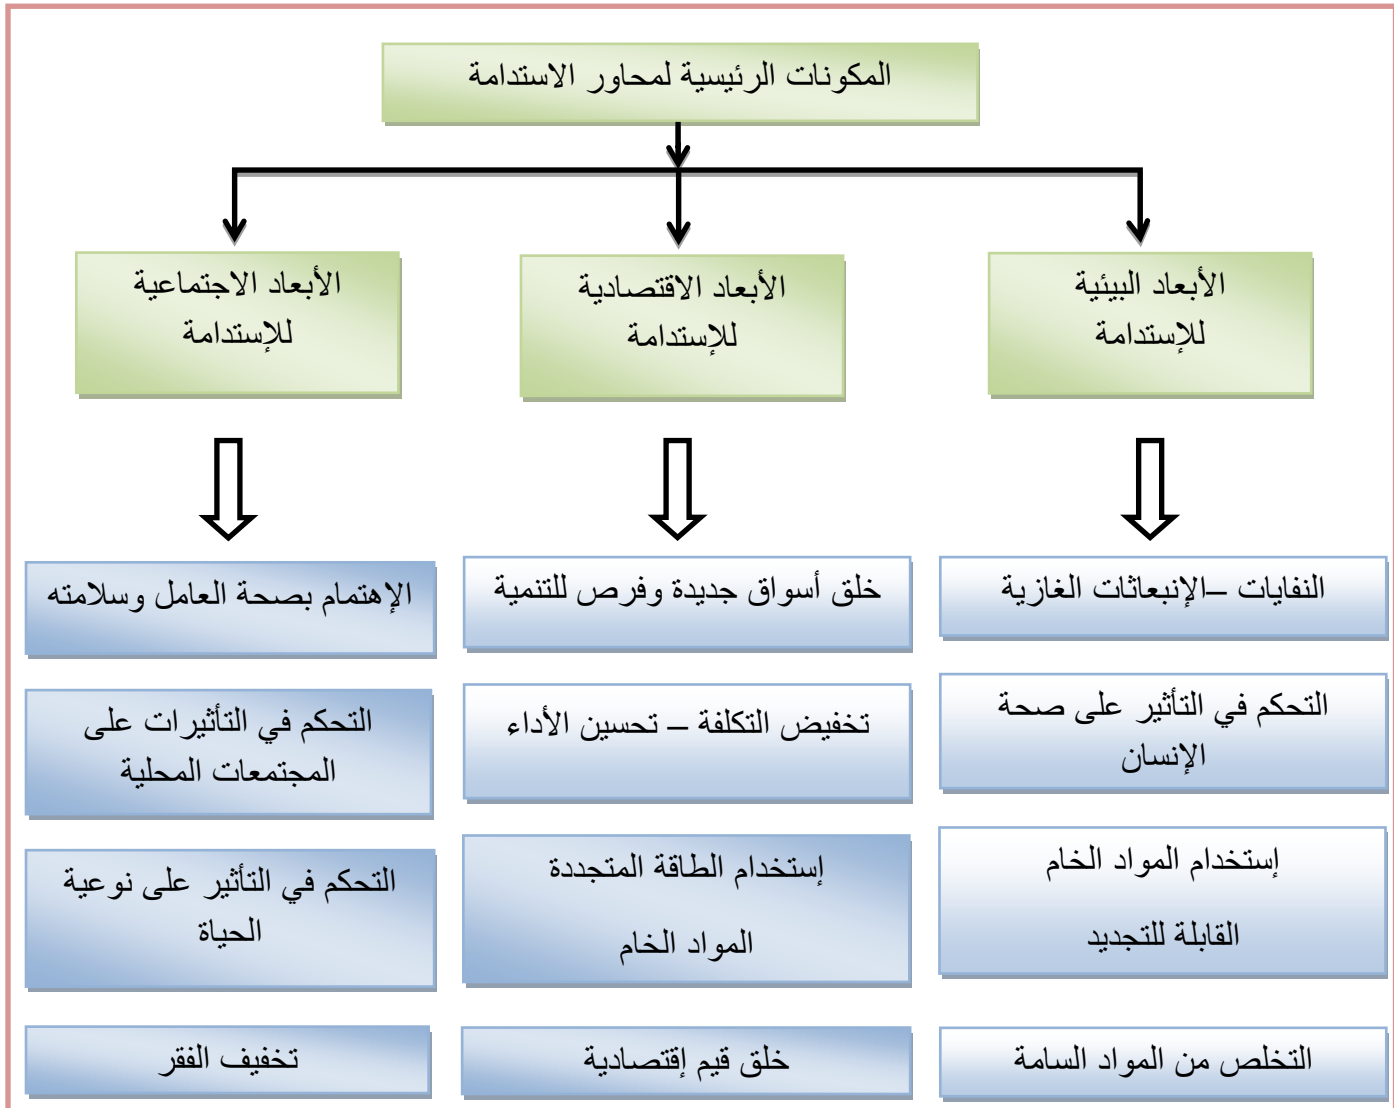 المكونات الرئيسية لمحاور الاستدامة
الأبعاد البيئية
للإستدامة
الأبعاد الاقتصادية
للإستدامة
الأبعاد الاجتماعية
للإستدامة
النفايات –الإنبعاثات الغازية
خلق أسواق جديدة وفرص للتنمية
الإهتمام بصحة العامل وسلامته
التحكم في التأثير على صحة
الإنسان
تخفيض التكلفة – تحسين الأداء
التحكم في التأثيرات على
المجتمعات المحلية
إستخدام المواد الخام
القابلة للتجديد
إستخدام الطاقة المتجددة
المواد الخام
التحكم في التأثير على نوعية
الحياة
التخلص من المواد السامة
خلق قيم إقتصادية
تخفيف الفقر